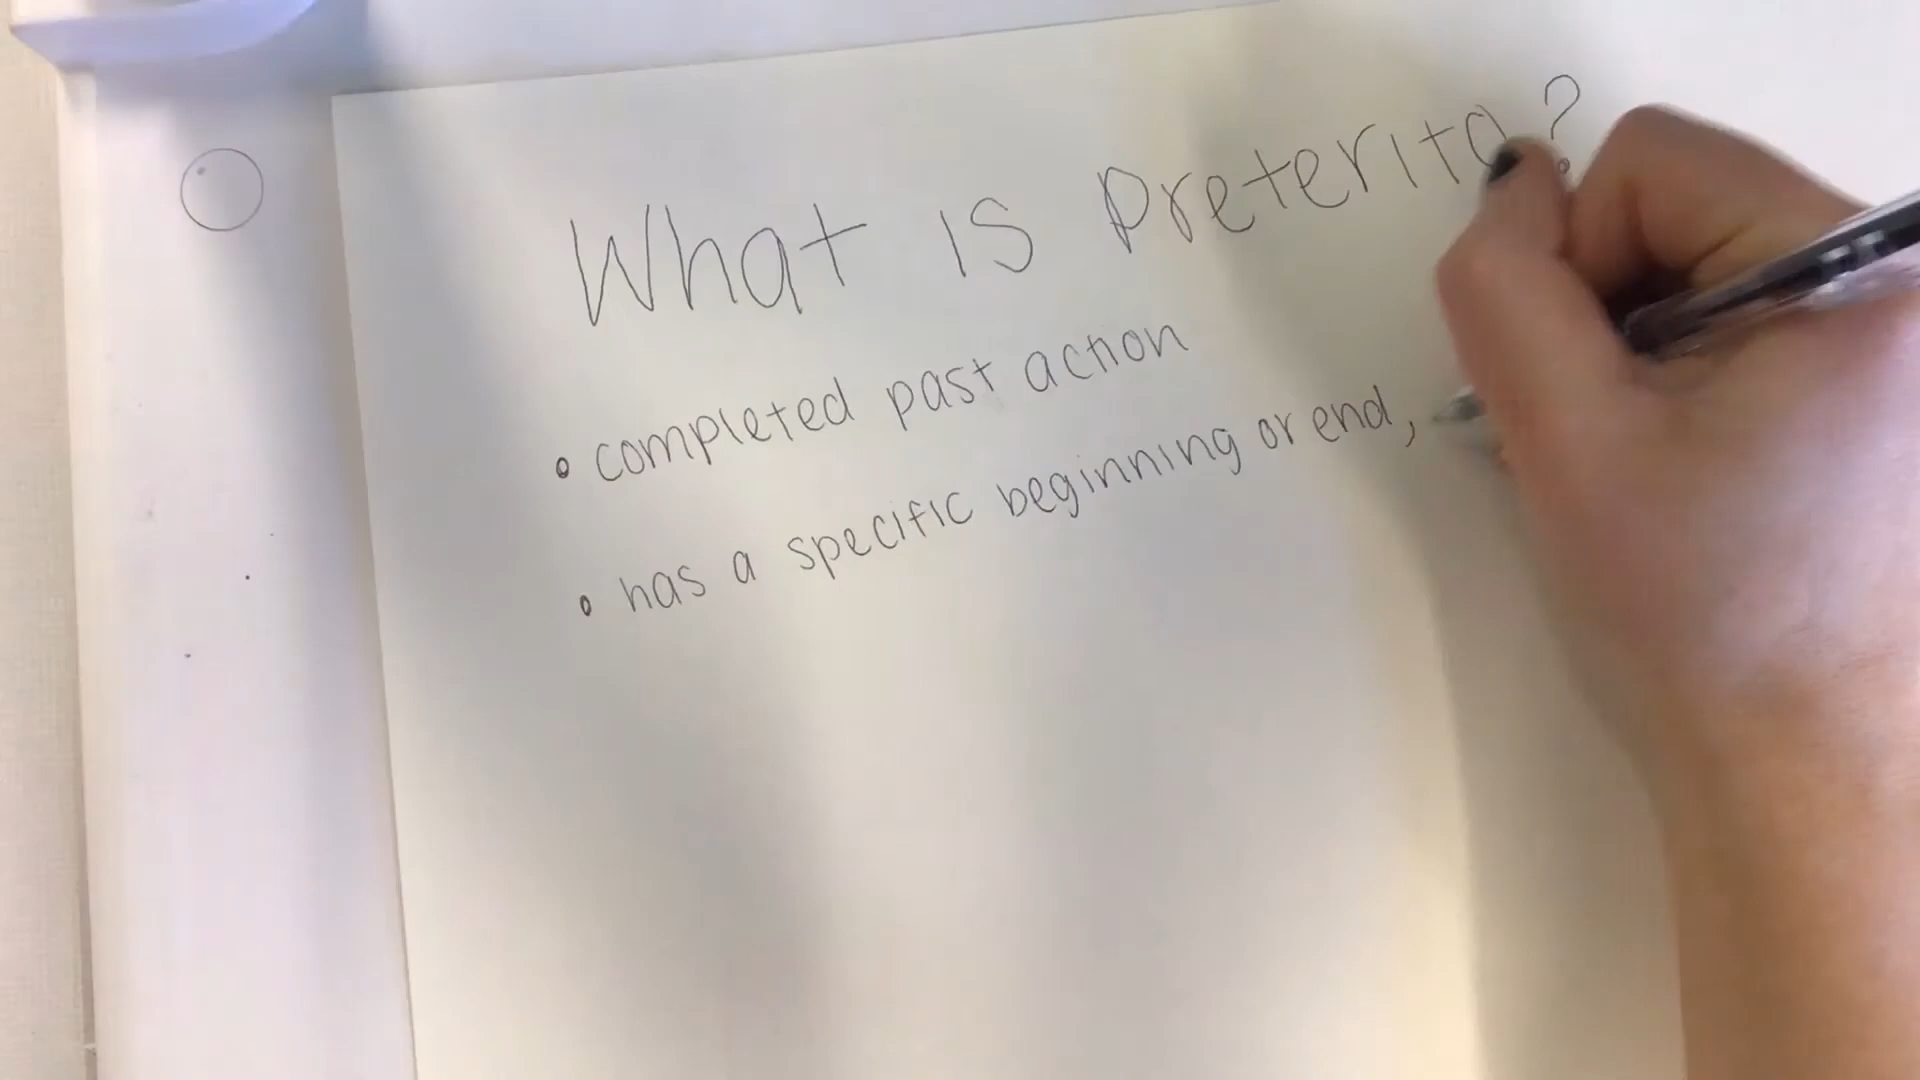 What is Preterito?
• completed past action
• has a specific beginning or end,